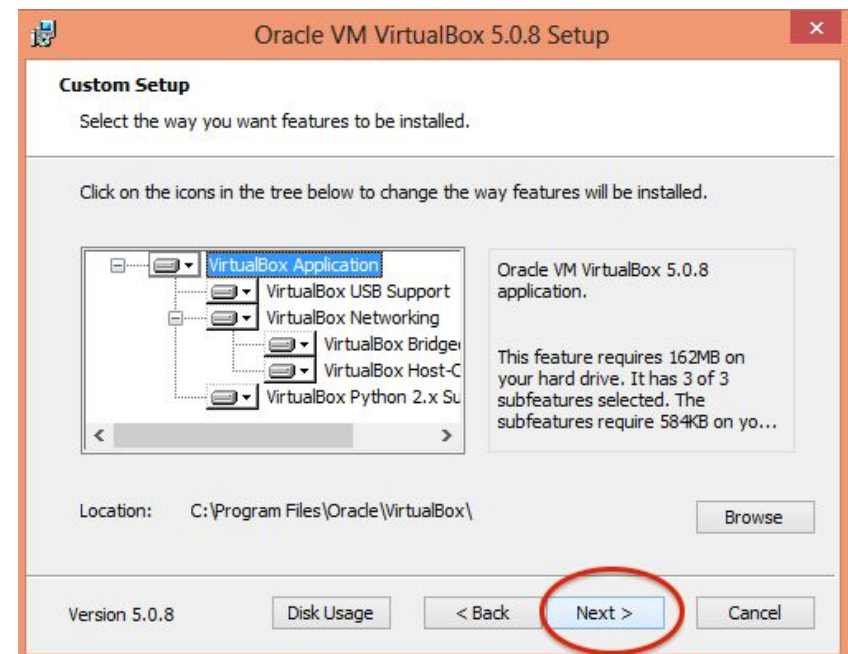 Oracle VM VirtualBox 5.0.8 Setup
Custom Setup
Select the way you want features to be installed.
Click on the icons in the tree below to change the way features will be installed.
VirtualBox Application
VirtualBox USB Support
VirtualBox Networking
VirtualBox Bridge
VirtualBox Host-C
VirtualBox Python 2.x Su
Oracle VM VirtualBox 5.0.8
application.
This feature requires 162MB on
your hard drive. It has 3 of 3
subfeatures selected. The
subfeatures require 584KB on yo...
Location: C:\Program Files\Oracle\VirtualBox\
Browse
Version 5.0.8
Disk Usage
< Back
Next >
Cancel